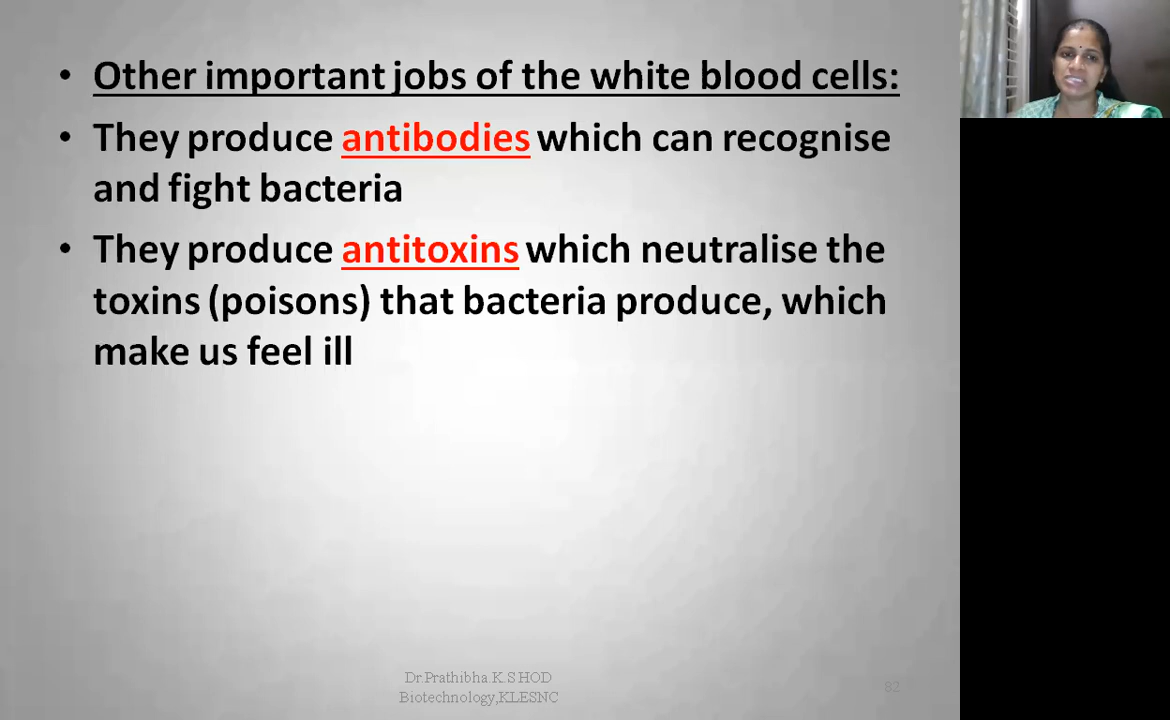 • Other important jobs of the white blood cells:
• They produce antibodies which can recognise
and fight bacteria
• They produce antitoxins which neutralise the
toxins (poisons) that bacteria produce, which
make us feel ill
Dr.Prathibha.K.S HOD
Biotechnology,KLESNC
82